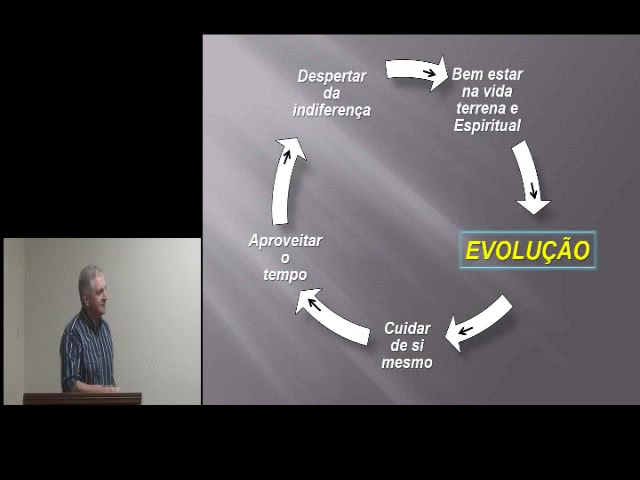 Despertar
da
indiferença
Bem estar
na vida
terrena e
Espiritual
EVOLUÇÃO
Cuidar
de si
mesmo
Aproveitar
o
tempo